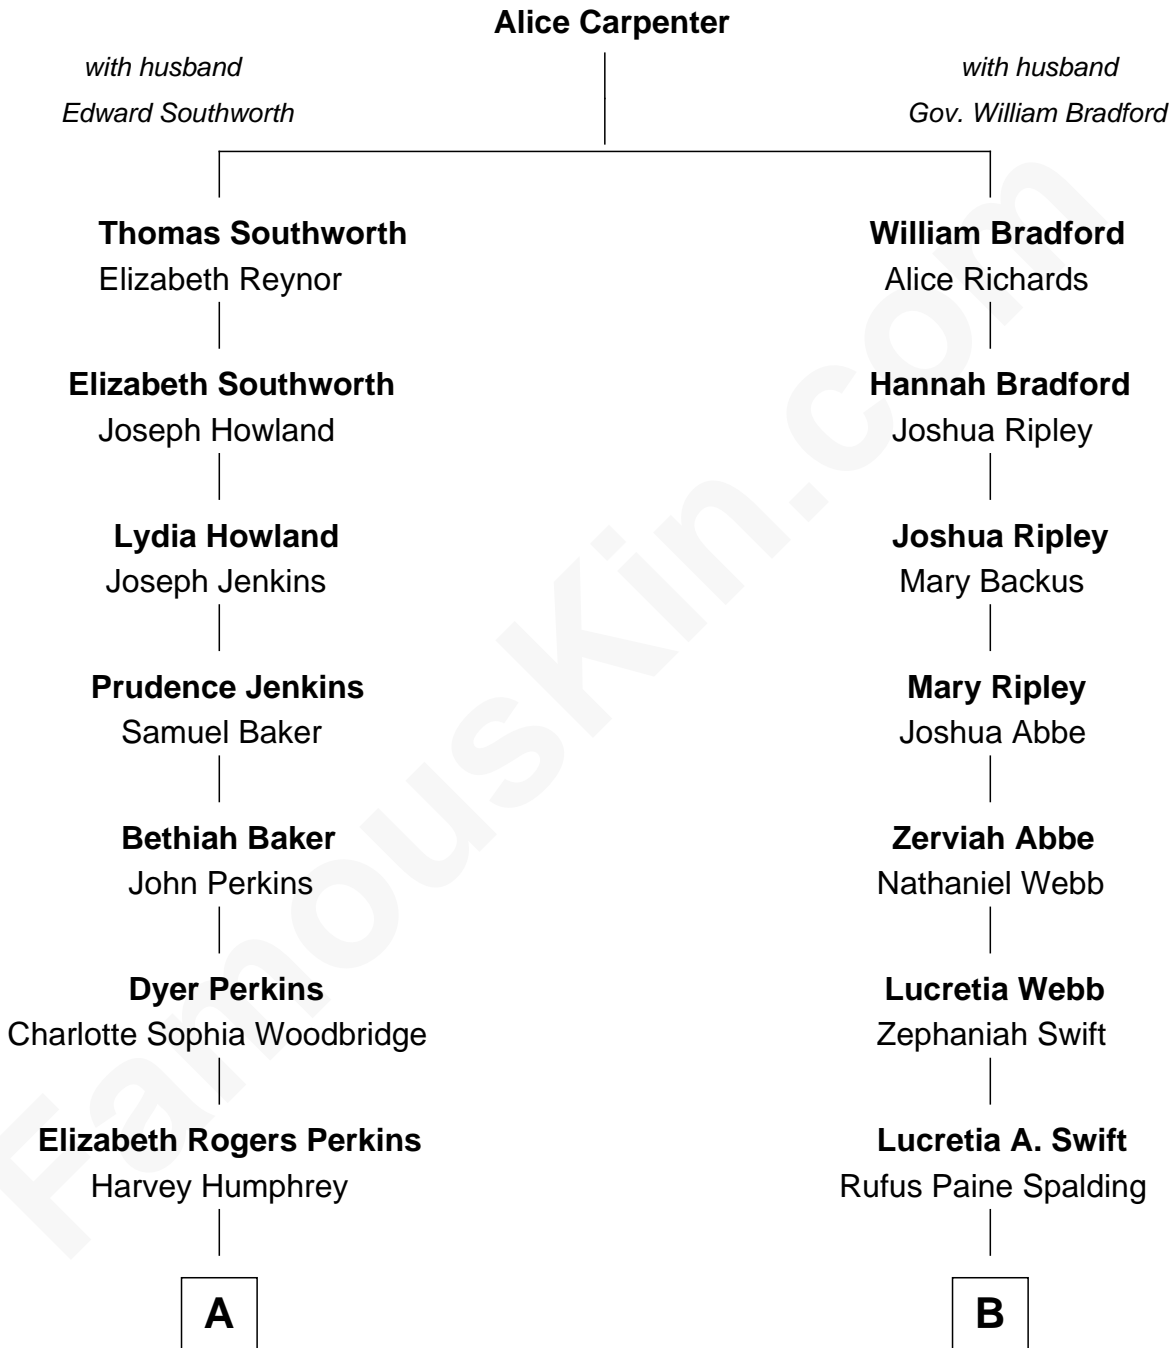 Alice Carpenter
with husband
Edward Southworth
with husband
Gov. William Bradford
Thomas Southworth
Elizabeth Reynor
William Bradford
Alice Richards
Elizabeth Southworth
Joseph Howland
Hannah Bradford
Joshua Ripley
Lydia Howland
Joseph Jenkins
Joshua Ripley
Mary Backus
Prudence Jenkins
Samuel Baker
Mary Ripley
Joshua Abbe
Bethiah Baker
John Perkins
Zerviah Abbe
Nathaniel Webb
Dyer Perkins
Charlotte Sophia Woodbridge
Lucretia Webb
Zephaniah Swift
Elizabeth Rogers Perkins
Harvey Humphrey
Lucretia A. Swift
Rufus Paine Spalding
A
B
FamousKin.com